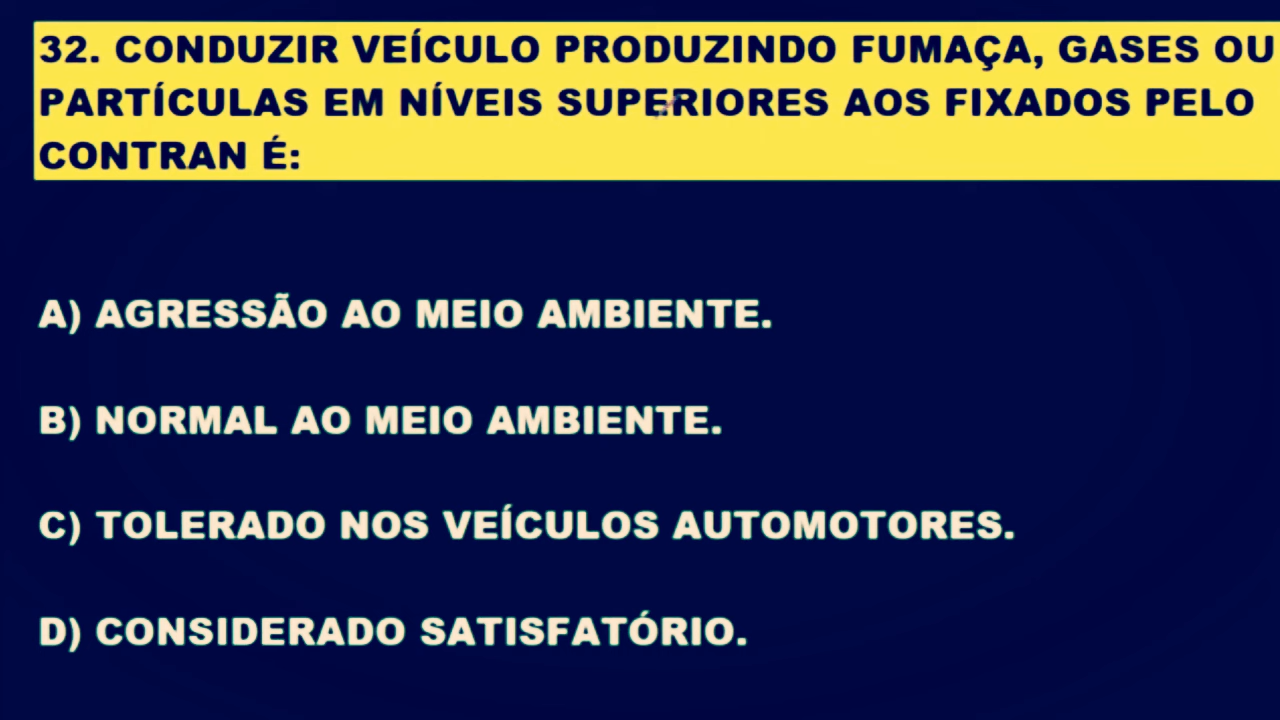 32. CONDUZIR VEÍCULO PRODUZINDO FUMAÇA, GASES OU
PARTÍCULAS EM NÍVEIS SUPERIORES AOS FIXADOS PELO
CONTRAN É:
A) AGRESSÃO AO MEIO AMBIENTE.
B) NORMAL AO MEIO AMBIENTE.
C) TOLERADO NOS VEÍCULOS AUTOMOTORES.
D) CONSIDERADO SATISFATÓRIO.